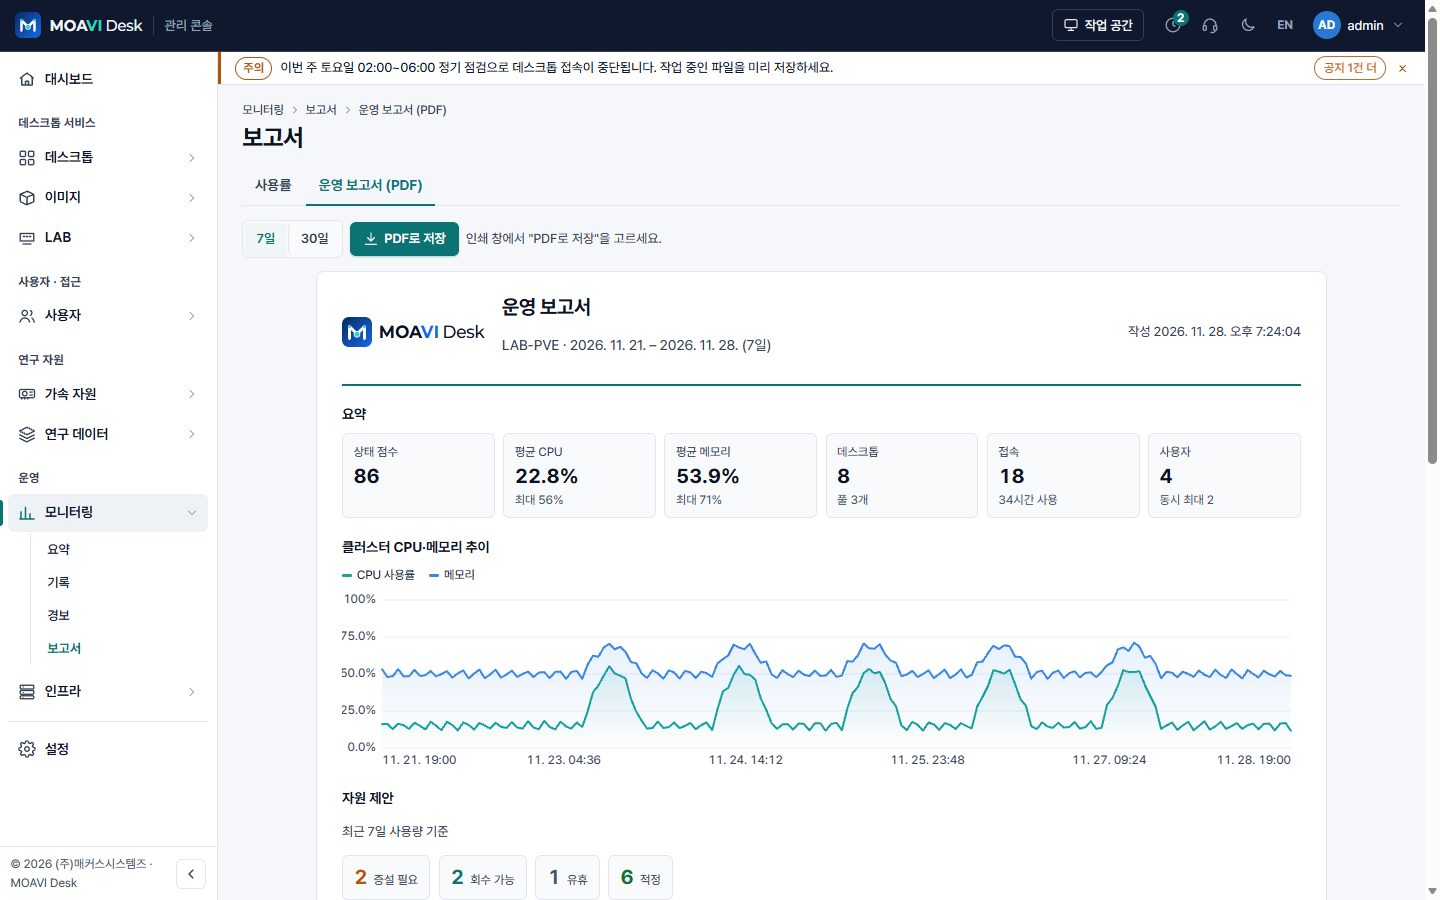 MOAVI Desk
관리 콘솔
작업 공간
2
EN
AD
admin
대시보드
데스크톱 서비스
데스크톱
이미지
LAB
사용자 · 접근
사용자
연구 자원
가속 자원
연구 데이터
운영
모니터링
요약
기록
경보
보고서
인프라
설정
© 2026 (주)매커스시스템즈 ·
MOAVI Desk
주의
이번 주 토요일 02:00~06:00 정기 점검으로 데스크톱 접속이 중단됩니다. 작업 중인 파일을 미리 저장하세요.
공지 1건 더
모니터링 > 보고서 > 운영 보고서 (PDF)
보고서
사용률
운영 보고서 (PDF)
7일
30일
PDF로 저장
인쇄 창에서 "PDF로 저장"을 고르세요.
MOAVI Desk
운영 보고서
LAB-PVE · 2026. 11. 21. – 2026. 11. 28. (7일)
작성 2026. 11. 28. 오후 7:24:04
요약
상태 점수
86
평균 CPU
22.8%
최대 56%
평균 메모리
53.9%
최대 71%
데스크톱
8
풀 3개
접속
18
34시간 사용
사용자
4
동시 최대 2
클러스터 CPU·메모리 추이
CPU 사용률
메모리
100%
75.0%
50.0%
25.0%
0.0%
11. 21. 19:00
11. 23. 04:36
11. 24. 14:12
11. 25. 23:48
11. 27. 09:24
11. 28. 19:00
자원 제안
최근 7일 사용량 기준
2 증설 필요
2 회수 가능
1 유휴
6 적정